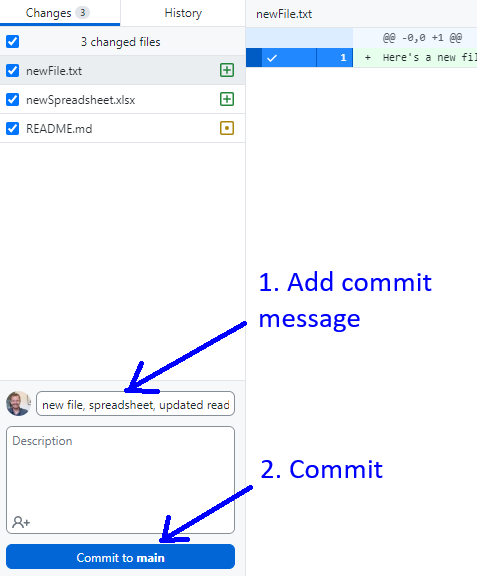 Changes 3
History
newFile.txt
3 changed files
@@ -0,0 +1 @@
newFile.txt
1 + Here's a new fil
newSpreadsheet.xlsx
README.md
1. Add commit
message
new file, spreadsheet, updated read
Description
2. Commit
Commit to main